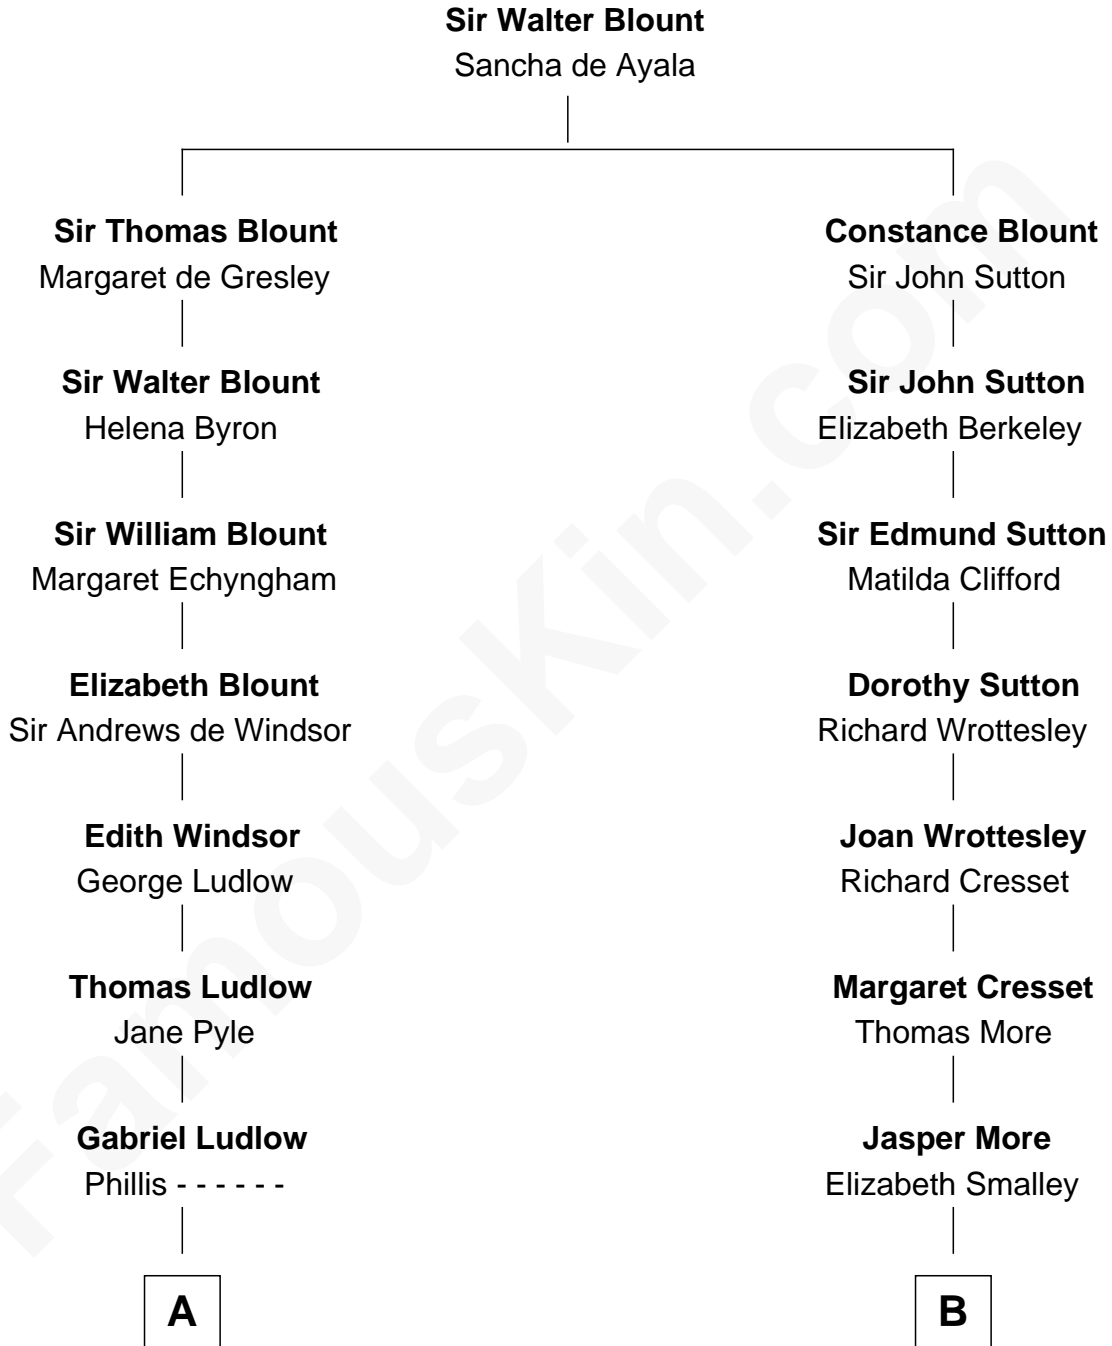 Sir Walter Blount
Sancha de Ayala
Sir Thomas Blount
Margaret de Gresley
Sir Walter Blount
Helena Byron
Sir William Blount
Margaret Echyngham
Elizabeth Blount
Sir Andrews de Windsor
Edith Windsor
George Ludlow
Thomas Ludlow
Jane Pyle
Gabriel Ludlow
Phillis - - - - - -
A
Constance Blount
Sir John Sutton
Sir John Sutton
Elizabeth Berkeley
Sir Edmund Sutton
Matilda Clifford
Dorothy Sutton
Richard Wrottesley
Joan Wrottesley
Richard Cresset
Margaret Cresset
Thomas More
Jasper More
Elizabeth Smalley
B
FamousKin.com